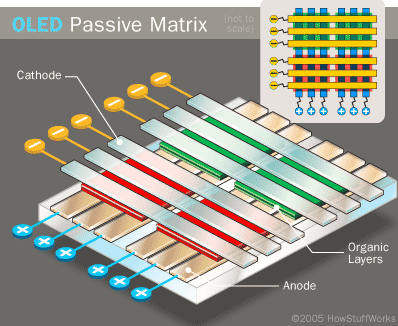 OLED Passive Matrix
(not to
scale)
Cathode
Organic
Layers
Anode
©2005 HowStuffWorks